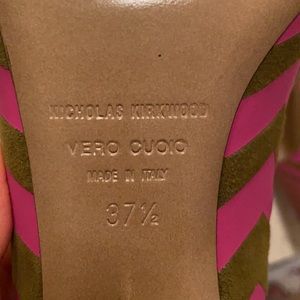 NICHOLAS KIRKWOOD
VERO CUOIO
MADE IN ITALY
37½